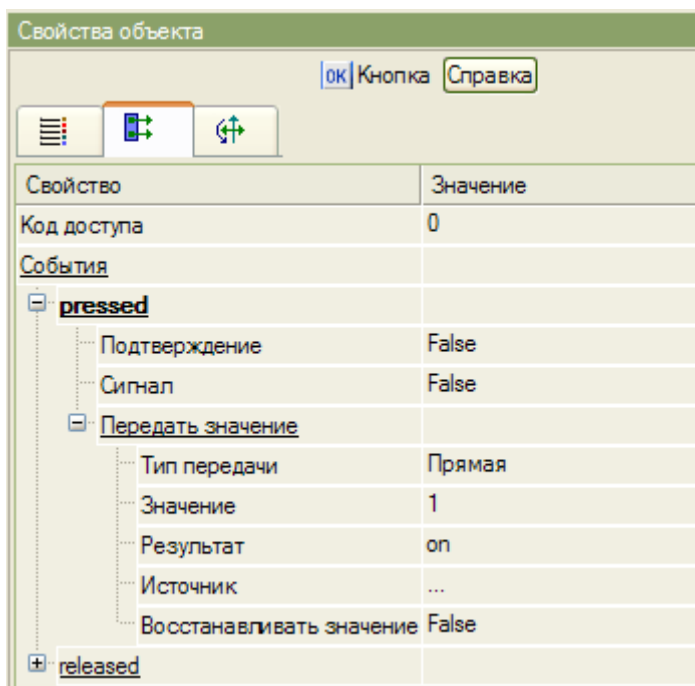 Свойства объекта
OK Кнопка Справка
Свойство Значение
Код доступа 0
События
pressed
Подтверждение False
Сигнал False
Передать значение
Тип передачи Прямая
Значение 1
Результат on
Источник ...
Восстанавливать значение False
released